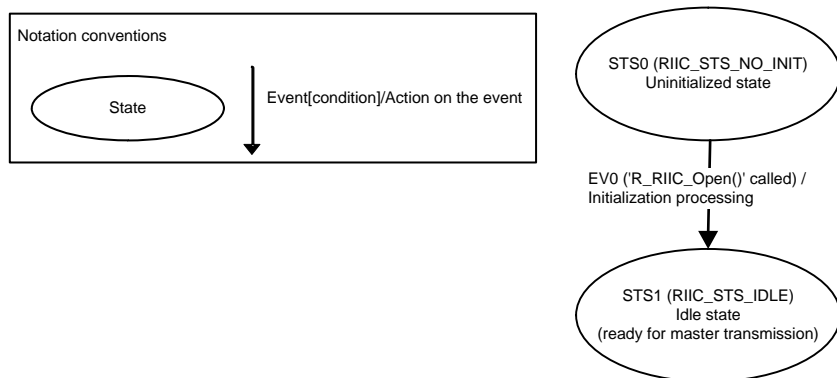 Notation conventions
State
Event[condition]/Action on the event
STS0 (RIIC_STS_NO_INIT)
Uninitialized state
EV0 ('R_RIIC_Open()' called) /
Initialization processing
STS1 (RIIC_STS_IDLE)
Idle state
(ready for master transmission)